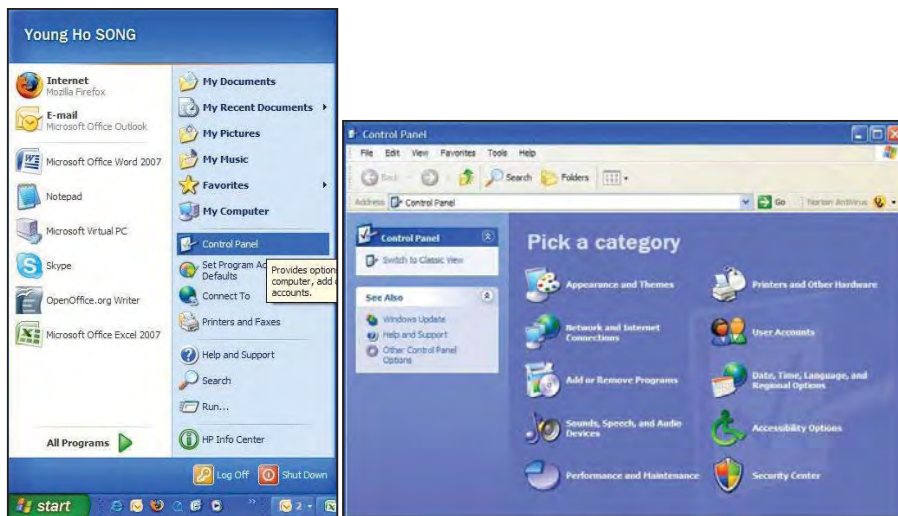 Young Ho SONG
Internet
Mozilla Firefox
E-mail
Microsoft Office Outlook
Microsoft Office Word 2007
Notepad
Microsoft Virtual PC
Skype
OpenOffice.org Writer
Microsoft Office Excel 2007
All Programs
My Documents
My Recent Documents
My Pictures
My Music
Favorites
My Computer
Control Panel
Set Program Ac
Defaults
Connect To
Printers and Faxes
Help and Support
Search
Run...
HP Info Center
Provides option
computer, add
accounts.
Log Off Shut Down
start
2
Control Panel
File Edit View Favorites Tools Help
Back Search Folders
Address Control Panel Go Norton AntiVirus
Control Panel
Switch to Classic View
See Also
Windows Update
Help and Support
Other Control Panel
Options
Pick a category
Appearance and Themes
Printers and Other Hardware
Network and Internet
Connections
User Accounts
Add or Remove Programs
Date, Time, Language, and
Regional Options
Sounds, Speech, and Audio
Devices
Accessibility Options
Performance and Maintenance
Security Center